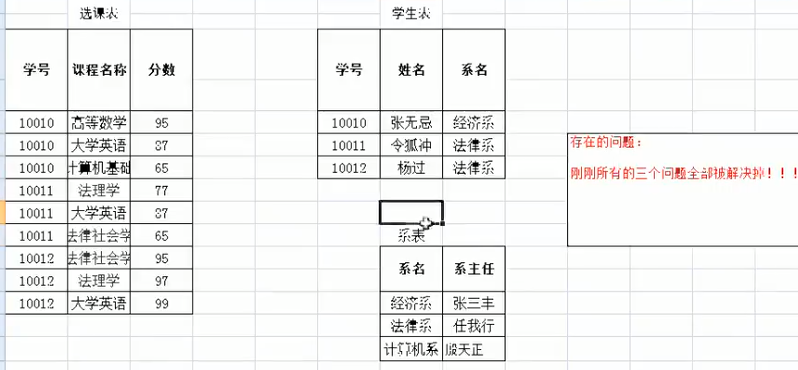 选课表
学号 课程名称 分数
10010 高等数学 95
10010 大学英语 87
10010 计算机基础 65
10011 法理学 77
10011 大学英语 87
10011 法律社会学 65
10012 法律社会学 95
10012 法理学 97
10012 大学英语 99
学生表
学号 姓名 系名
10010 张无忌 经济系
10011 令狐冲 法律系
10012 杨过 法律系
系表
系名 系主任
经济系 张三丰
法律系 任我行
计算机系 殷天正
存在的问题：
刚刚所有的三个问题全部被解决掉！！！